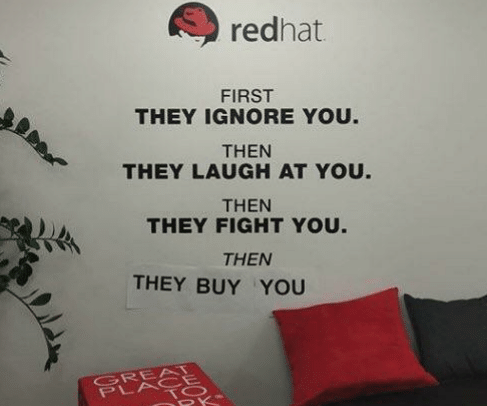 redhat.
FIRST
THEY IGNORE YOU.
THEN
THEY LAUGH AT YOU.
THEN
THEY FIGHT YOU.
THEN
THEY BUY YOU
GREAT
PLACE
TO